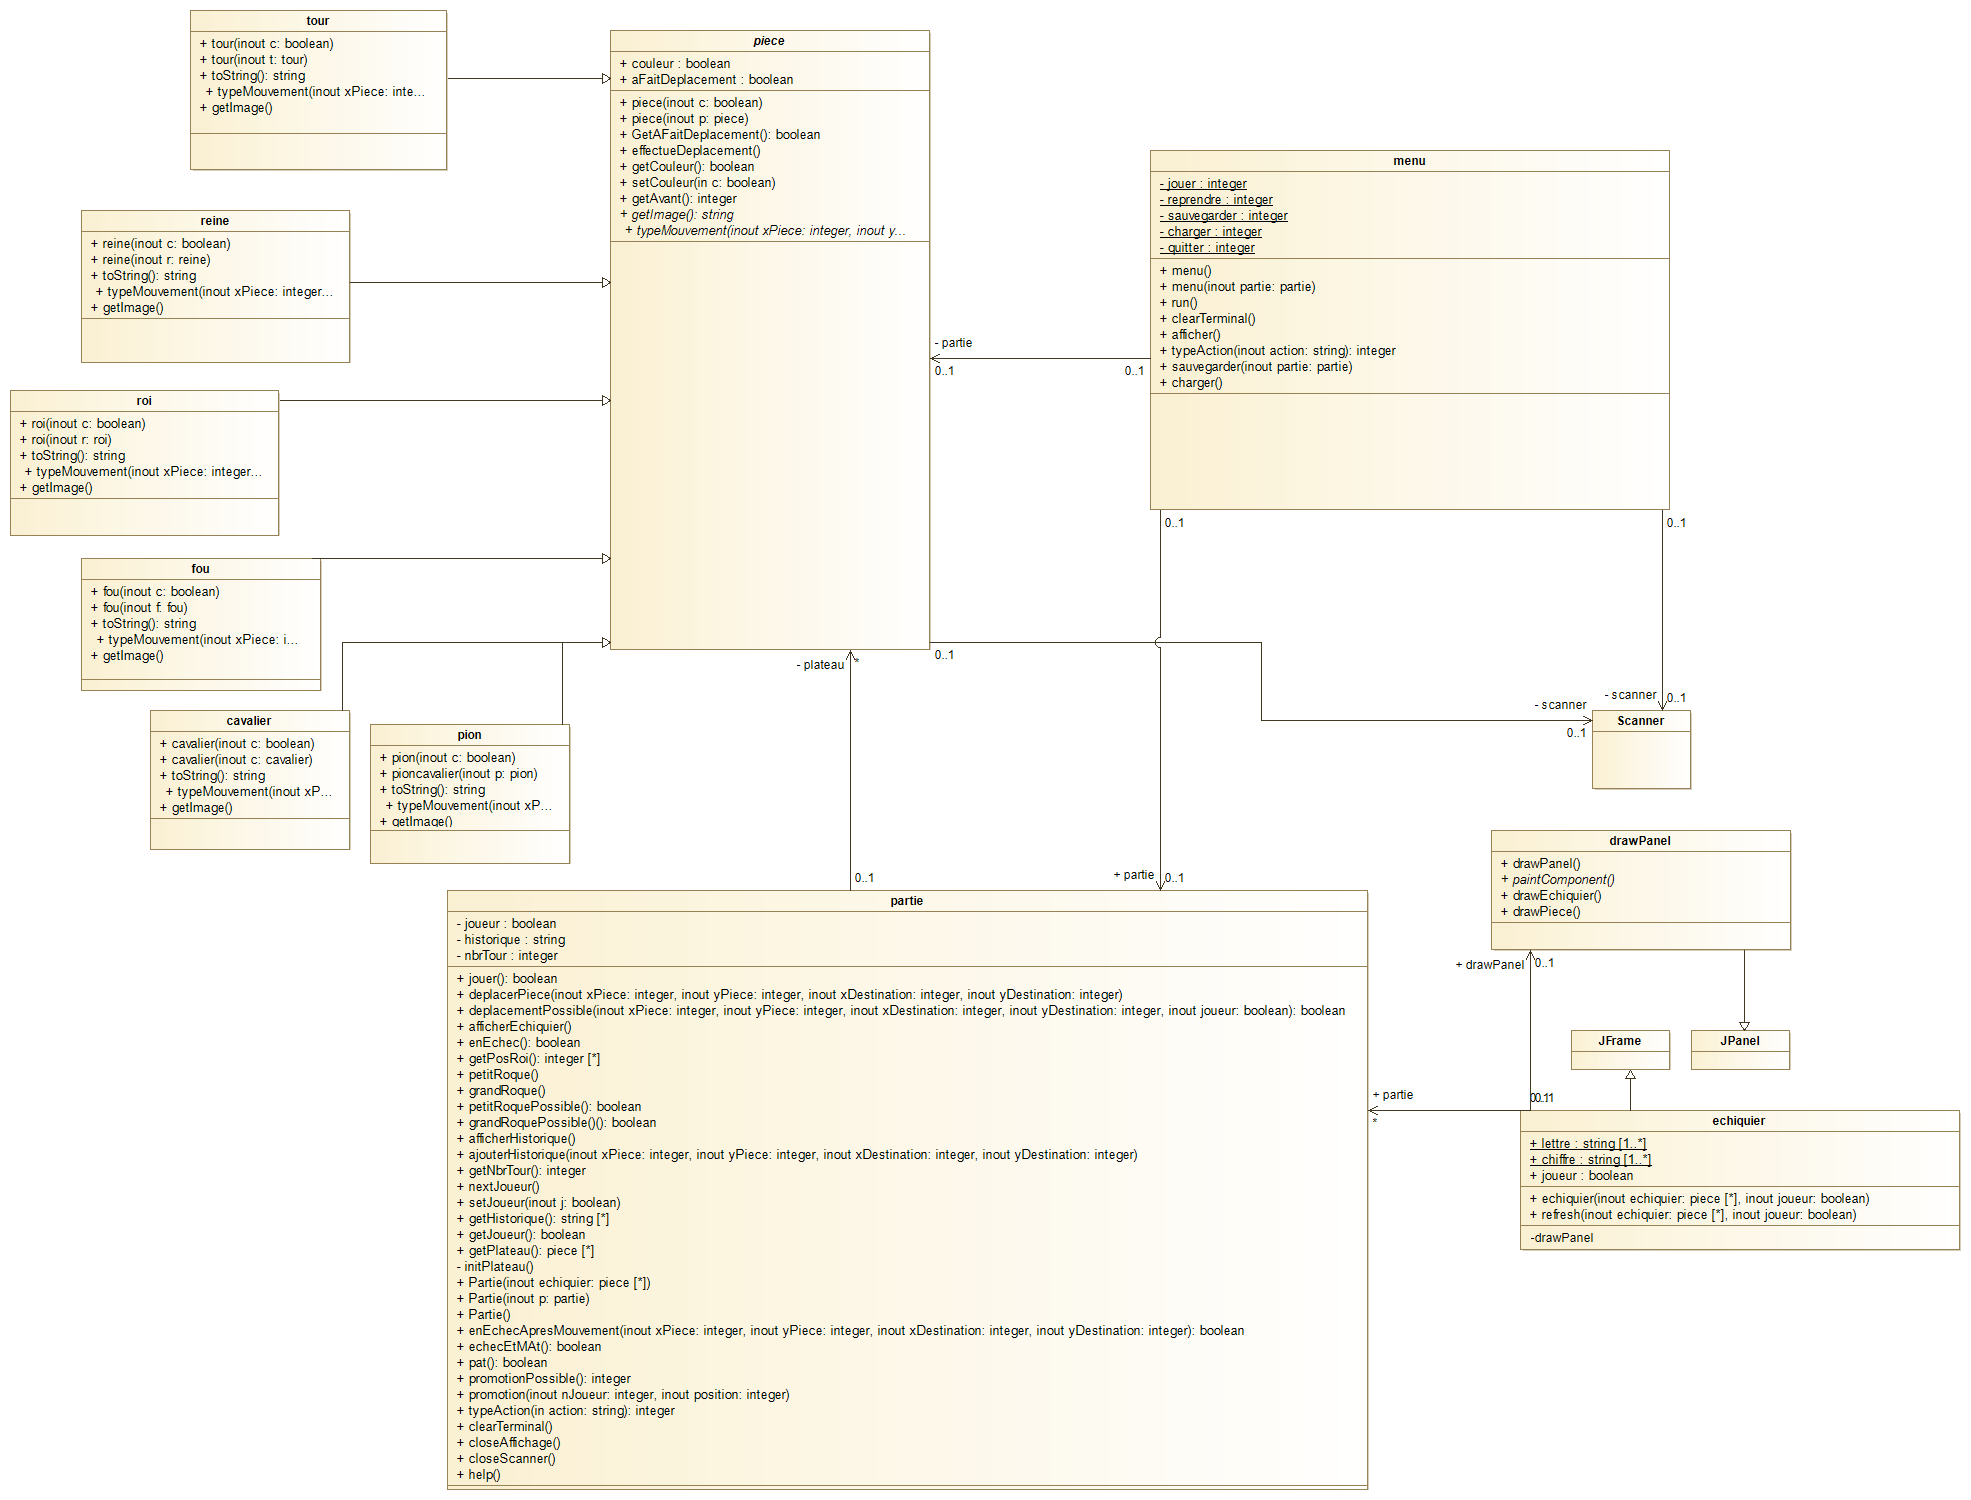 tour
+ tour(inout c: boolean)
+ tour(inout t: tour)
+ toString(): string
+ typeMouvement(inout xPiece: inte...
+ getImage()
reine
+ reine(inout c: boolean)
+ reine(inout r: reine)
+ toString(): string
+ typeMouvement(inout xPiece: integer...
+ getImage()
roi
+ roi(inout c: boolean)
+ roi(inout r: roi)
+ toString(): string
+ typeMouvement(inout xPiece: integer...
+ getImage()
fou
+ fou(inout c: boolean)
+ fou(inout f: fou)
+ toString(): string
+ typeMouvement(inout xPiece: i...
+ getImage()
cavalier
+ cavalier(inout c: boolean)
+ cavalier(inout c: cavalier)
+ toString(): string
+ typeMouvement(inout xP...
+ getImage()
pion
+ pion(inout c: boolean)
+ pioncavalier(inout p: pion)
+ toString(): string
+ typeMouvement(inout xP...
+ getImage()
piece
+ couleur : boolean
+ aFaitDeplacement : boolean
+ piece(inout c: boolean)
+ piece(inout p: piece)
+ GetAFaitDeplacement(): boolean
+ effectueDeplacement()
+ getCouleur(): boolean
+ setCouleur(in c: boolean)
+ getAvant(): integer
+ getImage(): string
+ typeMouvement(inout xPiece: integer, inout y...
menu
- jouer : integer
- reprendre : integer
- sauvegarder : integer
- charger : integer
- quitter : integer
+ menu()
+ menu(inout partie: partie)
+ run()
+ clearTerminal()
+ afficher()
+ typeAction(inout action: string): integer
+ sauvegarder(inout partie: partie)
+ charger()
- partie
0..1
0..1
0..1
0..1
0..1
- plateau
*
0..1
+ partie
0..1
- scanner
0..1
- scanner
0..1
Scanner
partie
- joueur : boolean
- historique : string
- nbrTour : integer
+ jouer(): boolean
+ deplacerPiece(inout xPiece: integer, inout yPiece: integer, inout xDestination: integer, inout yDestination: integer)
+ deplacementPossible(inout xPiece: integer, inout yPiece: integer, inout xDestination: integer, inout yDestination: integer, inout joueur: boolean): boolean
+ afficherEchiquier()
+ enEchec(): boolean
+ getPosRoi(): integer [*]
+ petitRoque()
+ grandRoque()
+ petitRoquePossible(): boolean
+ grandRoquePossible()(): boolean
+ afficherHistorique()
+ ajouterHistorique(inout xPiece: integer, inout yPiece: integer, inout xDestination: integer, inout yDestination: integer)
+ getNbrTour(): integer
+ nextJoueur()
+ setJoueur(inout j: boolean)
+ getHistorique(): string [*]
+ getJoueur(): boolean
+ getPlateau(): piece [*]
- initPlateau()
+ Partie(inout echiquier: piece [*])
+ Partie(inout p: partie)
+ Partie()
+ enEchecApresMouvement(inout xPiece: integer, inout yPiece: integer, inout xDestination: integer, inout yDestination: integer): boolean
+ echecEtMAt(): boolean
+ pat(): boolean
+ promotionPossible(): integer
+ promotion(inout nJoueur: integer, inout position: integer)
+ typeAction(in action: string): integer
+ clearTerminal()
+ closeAffichage()
+ closeScanner()
+ help()
drawPanel
+ drawPanel()
+ paintComponent()
+ drawEchiquier()
+ drawPiece()
+ drawPanel
0..1
JFrame
JPanel
+ partie
*
echiquier
+ lettre : string [1..*]
+ chiffre : string [1..*]
+ joueur : boolean
+ echiquier(inout echiquier: piece [*], inout joueur: boolean)
+ refresh(inout echiquier: piece [*], inout joueur: boolean)
-drawPanel